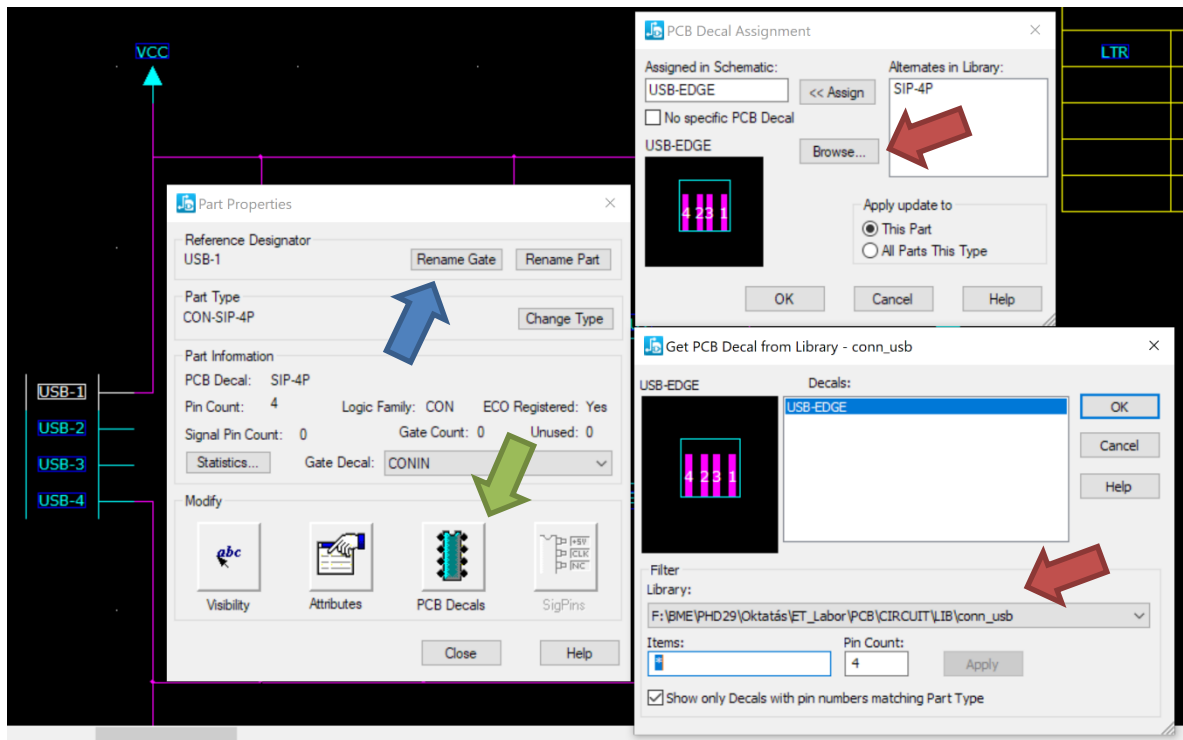 VCC
USB-1
USB-2
USB-3
USB-4
Part Properties
Reference Designator
USB-1
Rename Gate
Rename Part
Part Type
CON-SIP-4P
Change Type
Part Information
PCB Decal: SIP-4P
Pin Count: 4 Logic Family: CON ECO Registered: Yes
Signal Pin Count: 0 Gate Count: 0 Unused: 0
Statistics... Gate Decal: CONIN
Modify
abc
+5V
CLK
NC
Visibility Attributes PCB Decals SigPins
Close Help
PCB Decal Assignment
Assigned in Schematic: Alternates in Library:
USB-EDGE << Assign SIP-4P
No specific PCB Decal
USB-EDGE Browse...
4 2 3 1
Apply update to
This Part
All Parts This Type
OK Cancel Help
LTR
Get PCB Decal from Library - conn_usb
USB-EDGE Decals:
USB-EDGE OK
Cancel
Help
4 2 3 1
Filter
Library:
F:\BME\PHD29\Oktatás\ET_Labor\PCB\CIRCUIT\LIB\conn_usb
Items: Pin Count:
* 4 Apply
Show only Decals with pin numbers matching Part Type